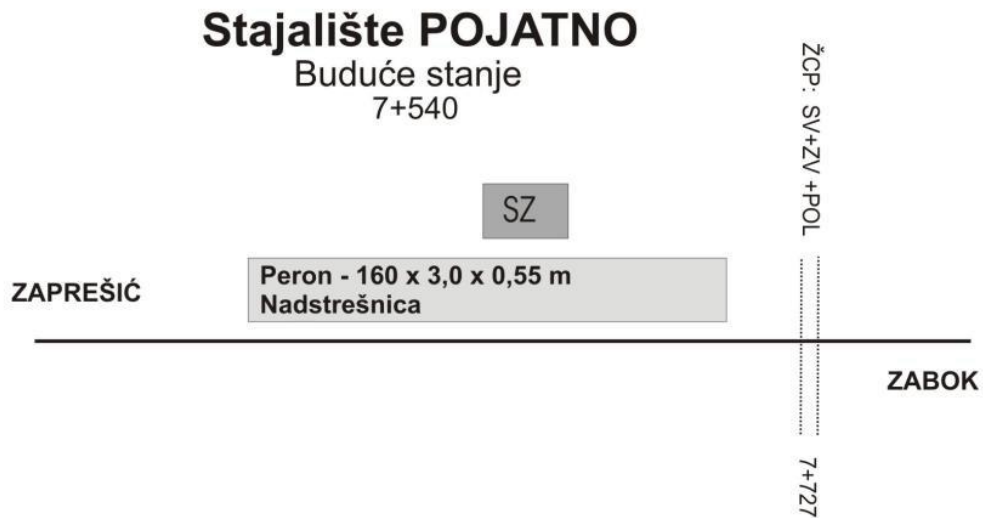 Stajalište POJATNO
Buduće stanje
7+540
ŽCP: SV+ZV +POL
SZ
Peron - 160 x 3,0 x 0,55 m
Nadstrešnica
ZAPREŠIĆ
ZABOK
7+727